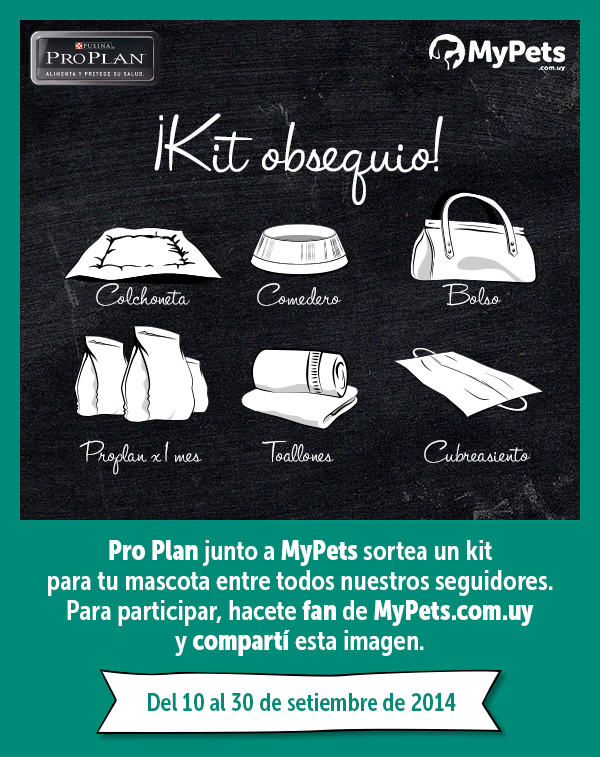 PURINA
PRO PLAN
ALIMENTA Y PROTEGE SU SALUD.
MyPets
.com.uy
¡Kit obsequio!
Colchoneta
Comedero
Bolso
Proplan x 1 mes
Toallones
Cubreasiento
Pro Plan junto a MyPets sortea un kit
para tu mascota entre todos nuestros seguidores.
Para participar, hacete fan de MyPets.com.uy
y compartí esta imagen.
Del 10 al 30 de setiembre de 2014